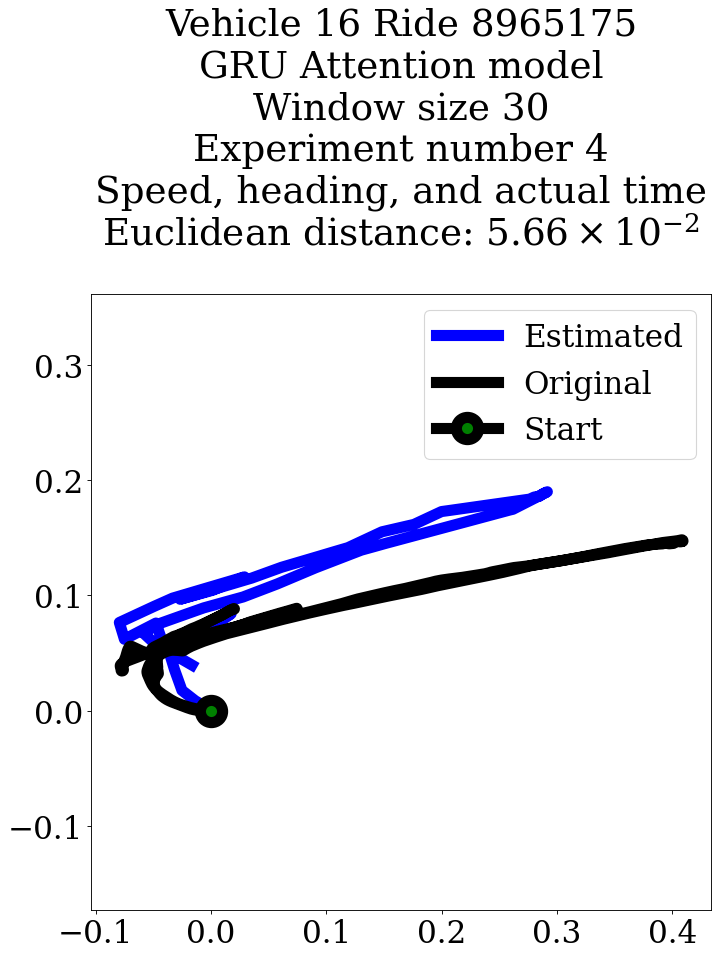 Vehicle 16 Ride 8965175
GRU Attention model
Window size 30
Experiment number 4
Speed, heading, and actual time
Euclidean distance: 5.66 × 10⁻²
Estimated
Original
Start
0.3
0.2
0.1
0.0
−0.1
−0.1 0.0 0.1 0.2 0.3 0.4